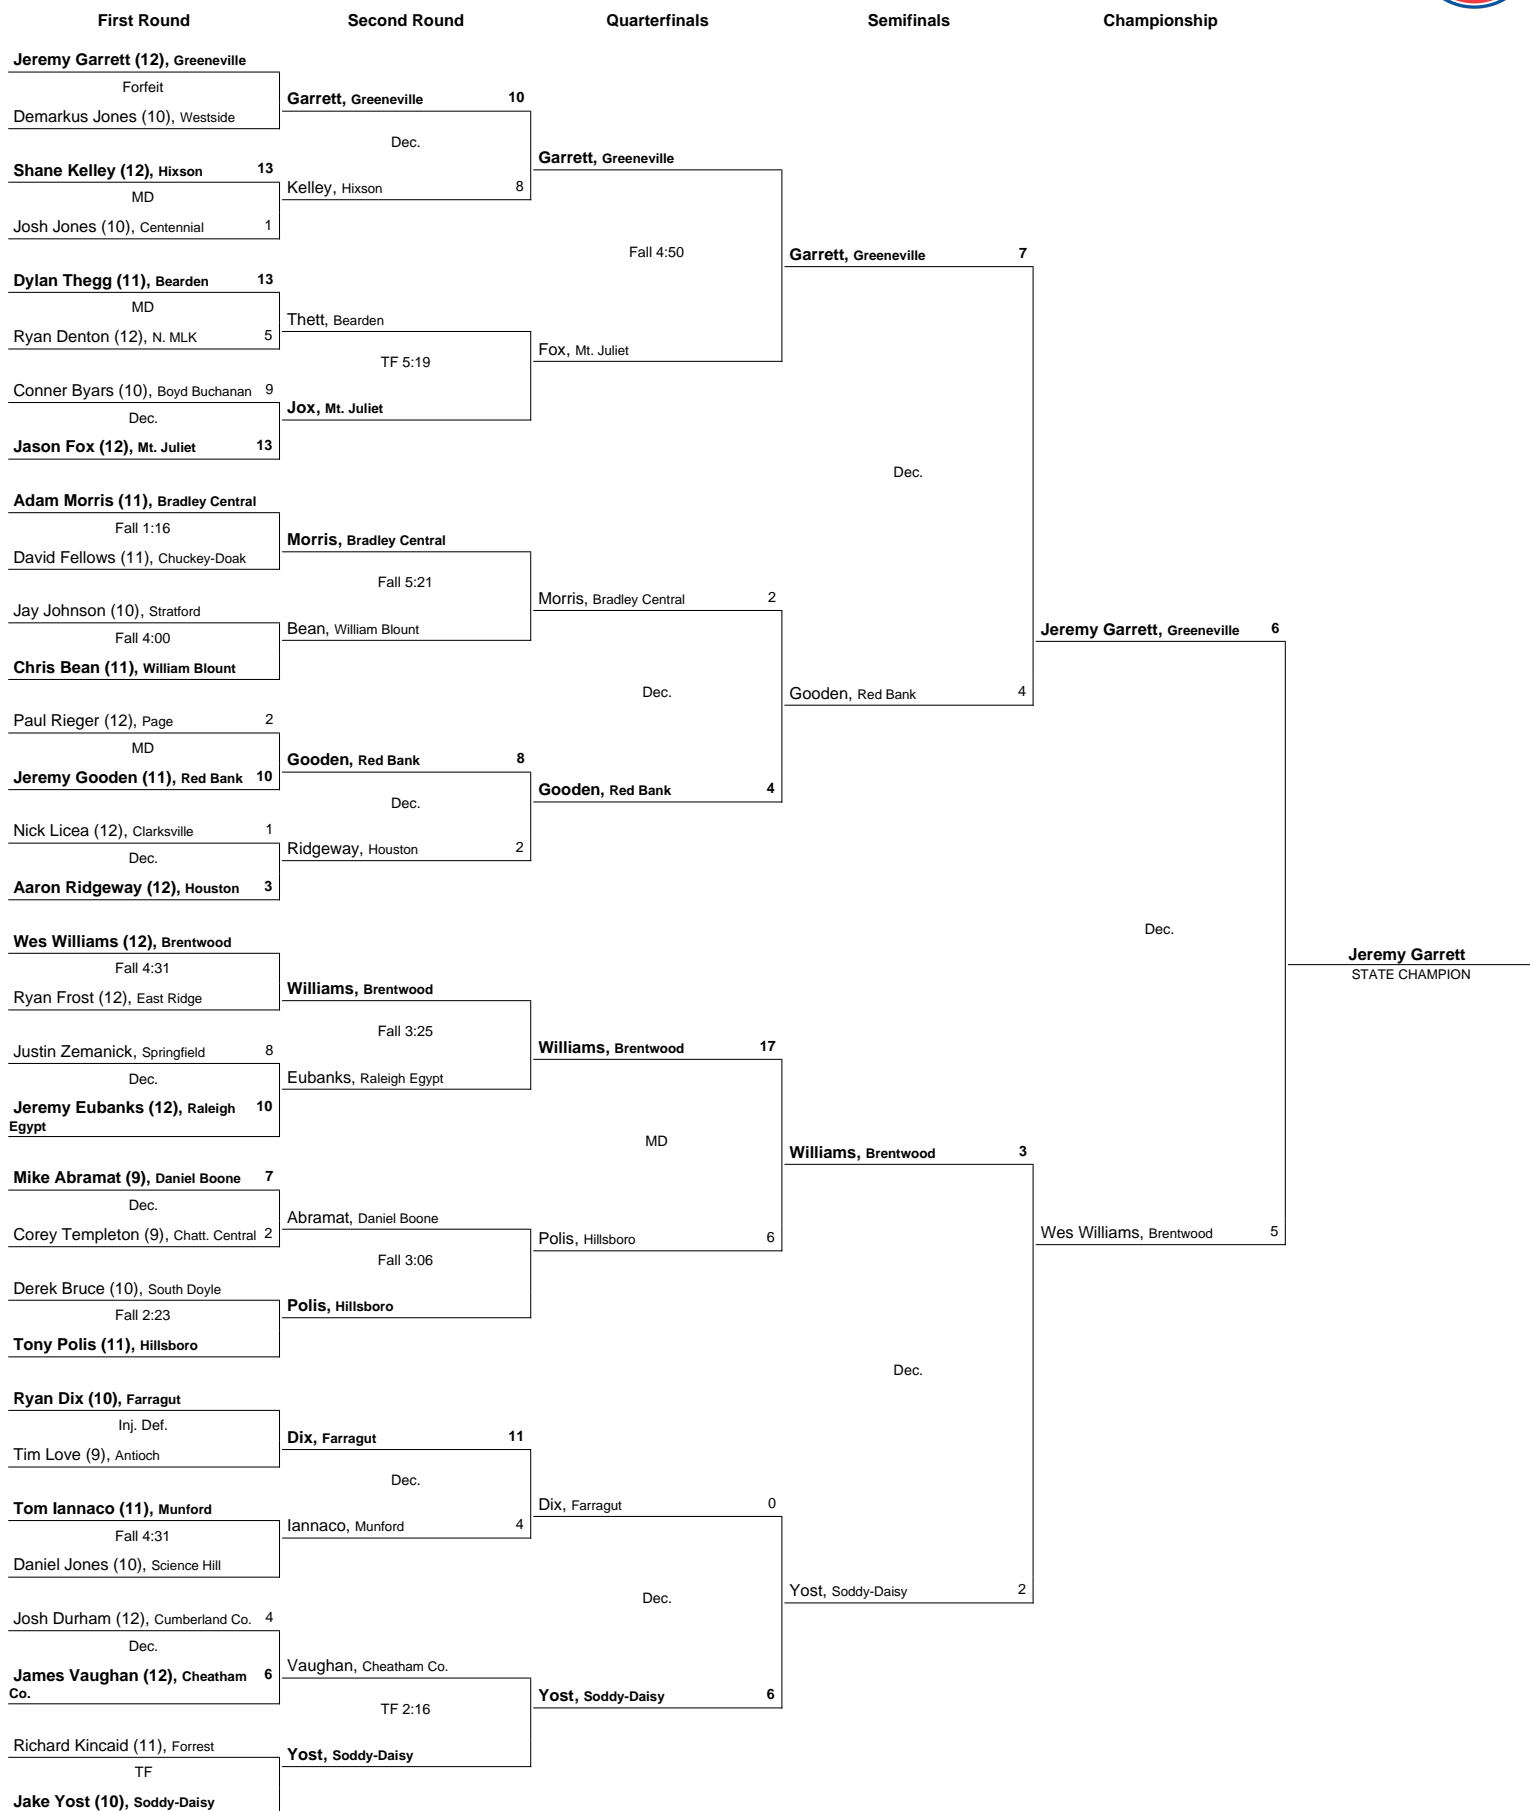 First Round Second Round Quarterfinals Semifinals Championship
Jeremy Garrett (12), Greeneville
Forfeit
Demarkus Jones (10), Westside
Shane Kelley (12), Hixson 13
MD
Josh Jones (10), Centennial 1
Dylan Thegg (11), Bearden 13
MD
Ryan Denton (12), N. MLK 5
Conner Byars (10), Boyd Buchanan 9
Dec.
Jason Fox (12), Mt. Juliet 13
Adam Morris (11), Bradley Central
Fall 1:16
David Fellows (11), Chuckey-Doak
Jay Johnson (10), Stratford
Fall 4:00
Chris Bean (11), William Blount
Paul Rieger (12), Page 2
MD
Jeremy Gooden (11), Red Bank 10
Nick Licea (12), Clarksville 1
Dec.
Aaron Ridgeway (12), Houston 3
Wes Williams (12), Brentwood
Fall 4:31
Ryan Frost (12), East Ridge
Justin Zemanick, Springfield 8
Dec.
Jeremy Eubanks (12), Raleigh 10
Egypt
Mike Abramat (9), Daniel Boone 7
Dec.
Corey Templeton (9), Chatt. Central 2
Derek Bruce (10), South Doyle
Fall 2:23
Tony Polis (11), Hillsboro
Ryan Dix (10), Farragut
Inj. Def.
Tim Love (9), Antioch
Tom Iannaco (11), Munford
Fall 4:31
Daniel Jones (10), Science Hill
Josh Durham (12), Cumberland Co. 4
Dec.
James Vaughan (12), Cheatham 6
Co.
Richard Kincaid (11), Forrest
TF
Jake Yost (10), Soddy-Daisy
Garrett, Greeneville 10
Dec.
Kelley, Hixson 8
Thett, Bearden
TF 5:19
Jox, Mt. Juliet
Morris, Bradley Central
Fall 5:21
Bean, William Blount
Gooden, Red Bank 8
Dec.
Ridgeway, Houston 2
Williams, Brentwood
Fall 3:25
Eubanks, Raleigh Egypt
Abramat, Daniel Boone
Fall 3:06
Polis, Hillsboro
Dix, Farragut 11
Dec.
Iannaco, Munford 4
Vaughan, Cheatham Co.
TF 2:16
Yost, Soddy-Daisy
Garrett, Greeneville
Fall 4:50
Fox, Mt. Juliet
Morris, Bradley Central 2
Dec.
Gooden, Red Bank 4
Williams, Brentwood 17
MD
Polis, Hillsboro 6
Dix, Farragut 0
Dec.
Yost, Soddy-Daisy 6
Garrett, Greeneville 7
Dec.
Gooden, Red Bank 4
Williams, Brentwood 3
Dec.
Yost, Soddy-Daisy 2
Jeremy Garrett, Greeneville 6
Dec.
Wes Williams, Brentwood 5
Jeremy Garrett
STATE CHAMPION